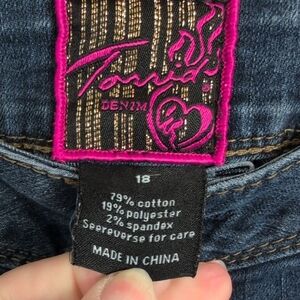 Torrid
DENIM
18
79% cotton
19% polyester
2% spandex
Seereverse for care
MADE IN CHINA